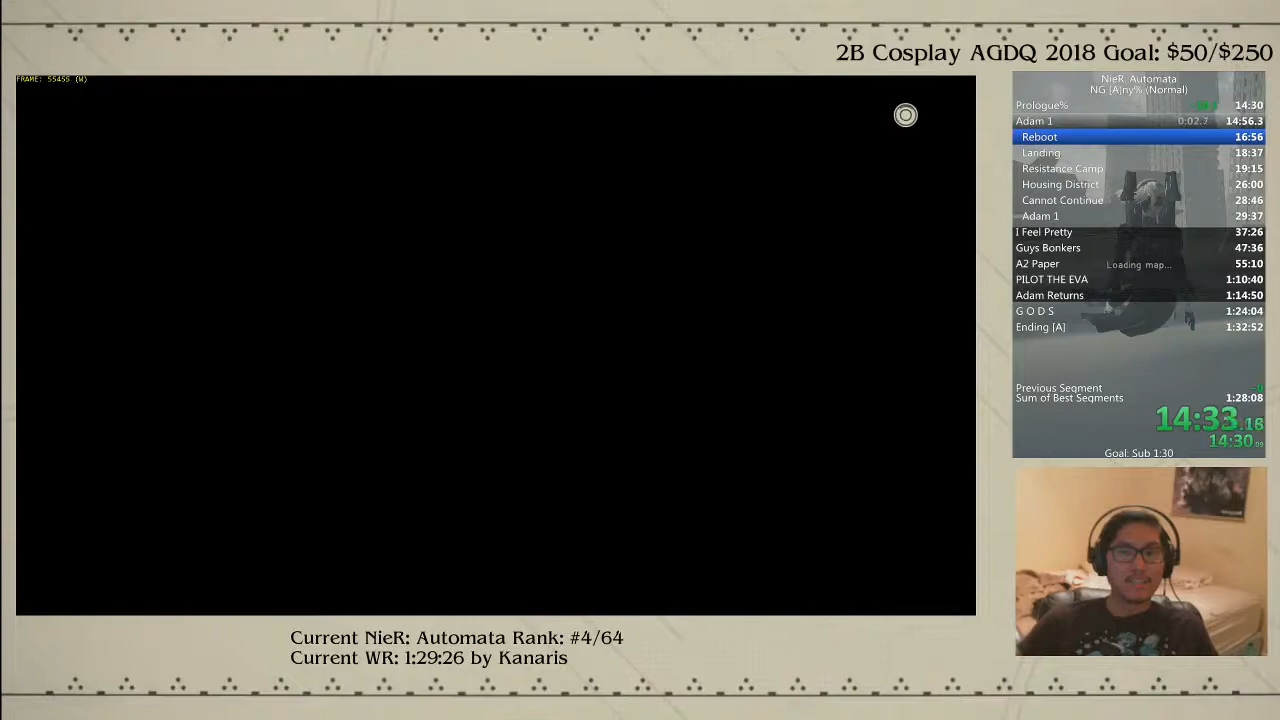 2B Cosplay AGDQ 2018 Goal: $50/$250
FRAME: 55455 (W)
NieR: Automata
NG [A]ny% (Normal)
Prologue% 14:30
Adam 1 0:02.7 14:56.3
Reboot 16:56
Landing 18:37
Resistance Camp 19:15
Housing District 26:00
Cannot Continue 28:46
Adam 1 29:37
I Feel Pretty 37:26
Guys Bonkers 47:36
A2 Paper 55:10
Loading map...
PILOT THE EVA 1:10:40
Adam Returns 1:14:50
G O D S 1:24:04
Ending [A] 1:32:52
Previous Segment -0
Sum of Best Segments 1:28:08
14:33.16
14:30.09
Goal: Sub 1:30
Current NieR: Automata Rank: #4/64
Current WR: 1:29:26 by Kanaris